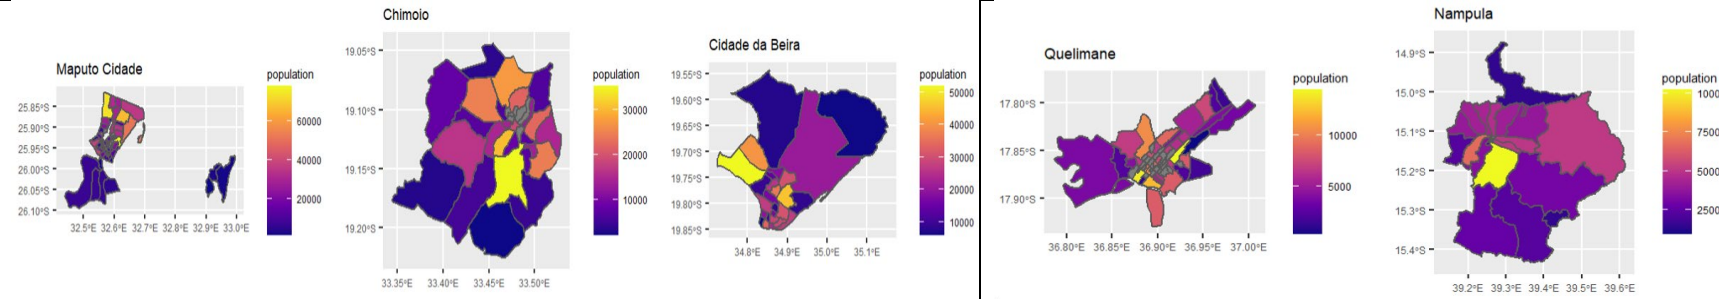 Maputo Cidade
population
60000
40000
20000
25.85°S
25.90°S
25.95°S
26.00°S
26.05°S
26.10°S
32.5°E 32.6°E 32.7°E 32.8°E 32.9°E 33.0°E
Chimoio
population
30000
20000
10000
19.05°S
19.10°S
19.15°S
19.20°S
33.35°E 33.40°E 33.45°E 33.50°E
Cidade da Beira
population
50000
40000
30000
20000
10000
19.55°S
19.60°S
19.65°S
19.70°S
19.75°S
19.80°S
19.85°S
34.8°E 34.9°E 35.0°E 35.1°E
Quelimane
population
10000
5000
17.80°S
17.85°S
17.90°S
36.80°E 36.85°E 36.90°E 36.95°E 37.00°E
Nampula
population
1000
7500
5000
2500
14.9°S
15.0°S
15.1°S
15.2°S
15.3°S
15.4°S
39.2°E 39.3°E 39.4°E 39.5°E 39.6°E